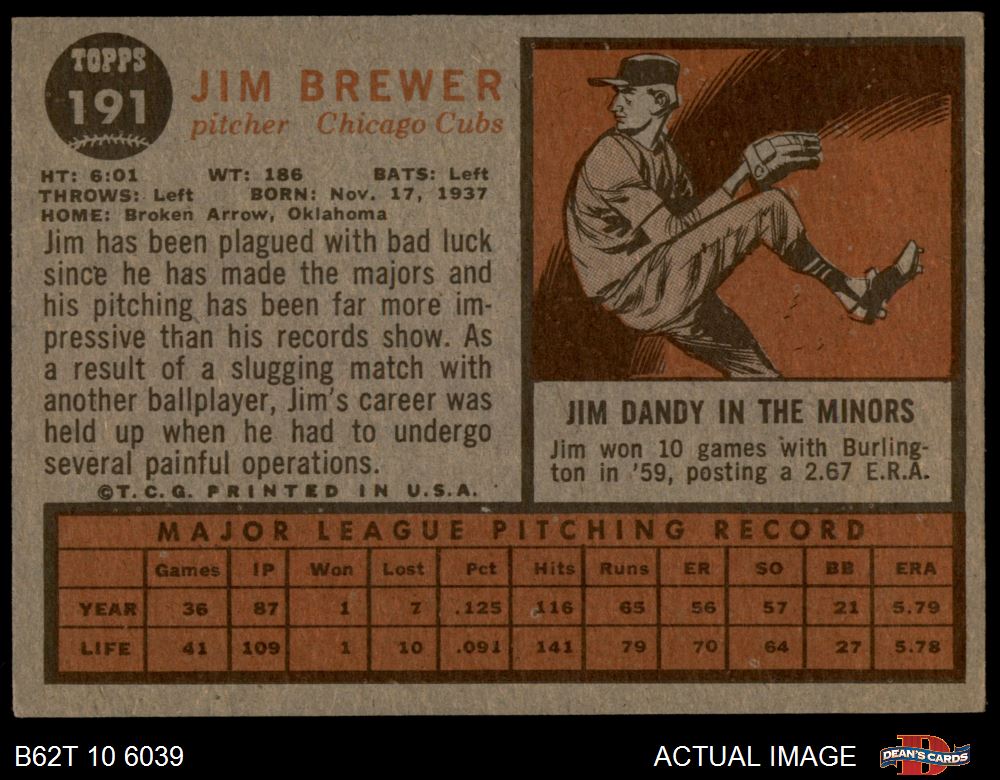 TOPPS
191
JIM BREWER
pitcher Chicago Cubs
HT: 6:01 WT: 186 BATS: Left
THROWS: Left BORN: Nov. 17, 1937
HOME: Broken Arrow, Oklahoma
Jim has been plagued with bad luck
since he has made the majors and
his pitching has been far more im-
pressive than his records show. As
a result of a slugging match with
another ballplayer, Jim's career was
held up when he had to undergo
several painful operations.
©T.C.G. PRINTED IN U.S.A.
JIM DANDY IN THE MINORS
Jim won 10 games with Burling-
ton in '59, posting a 2.67 E.R.A.
MAJOR LEAGUE PITCHING RECORD
Games IP Won Lost Pct Hits Runs ER SO BB ERA
YEAR 36 87 1 7 .125 116 65 56 57 21 5.79
LIFE 41 109 1 10 .091 141 79 70 64 27 5.78
B62T 10 6039
ACTUAL IMAGE
DEAN'S CARDS